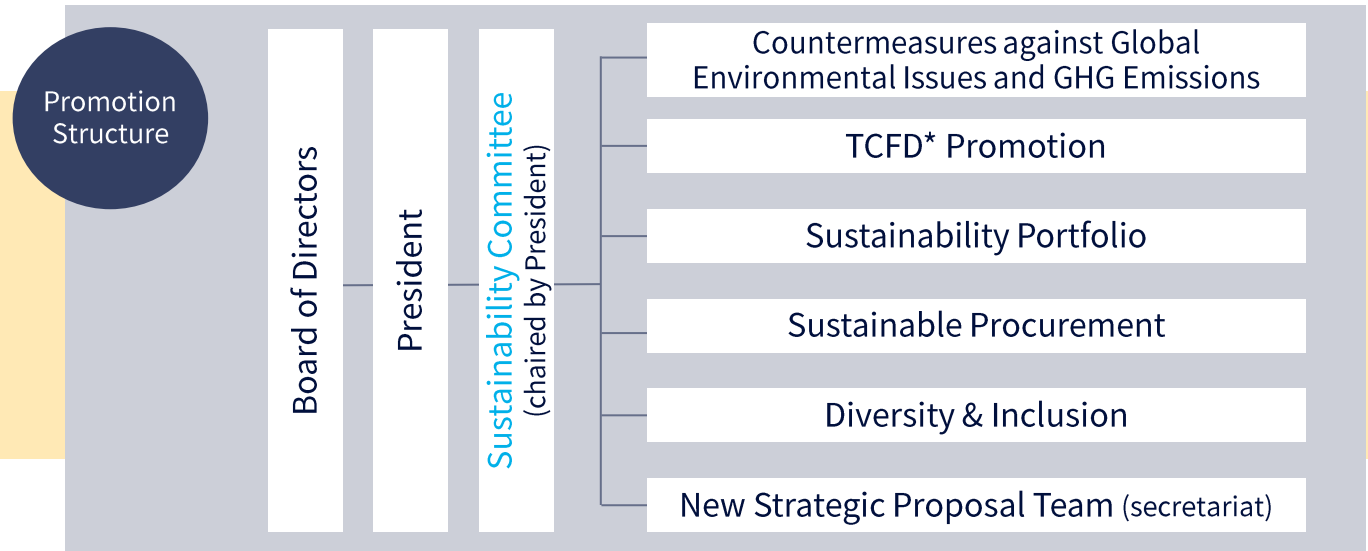 Promotion
Structure
Board of Directors
President
Sustainability Committee
(chaired by President)
Countermeasures against Global
Environmental Issues and GHG Emissions
TCFD* Promotion
Sustainability Portfolio
Sustainable Procurement
Diversity & Inclusion
New Strategic Proposal Team (secretariat)